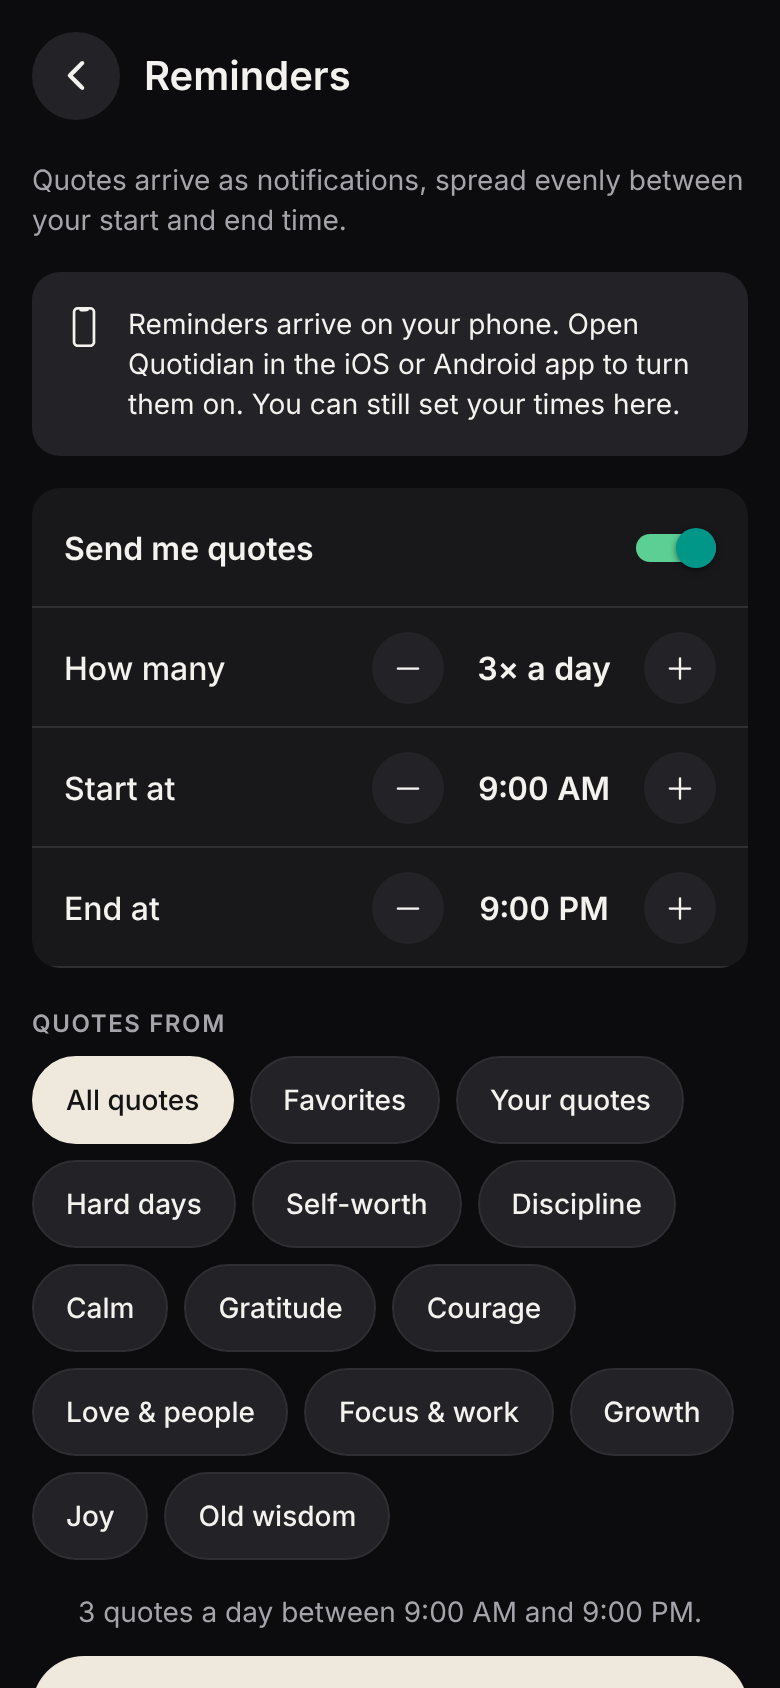 Reminders
Quotes arrive as notifications, spread evenly between
your start and end time.
Reminders arrive on your phone. Open
Quotidian in the iOS or Android app to turn
them on. You can still set your times here.
Send me quotes
How many − 3× a day +
Start at − 9:00 AM +
End at − 9:00 PM +
QUOTES FROM
All quotes Favorites Your quotes
Hard days Self-worth Discipline
Calm Gratitude Courage
Love & people Focus & work Growth
Joy Old wisdom
3 quotes a day between 9:00 AM and 9:00 PM.